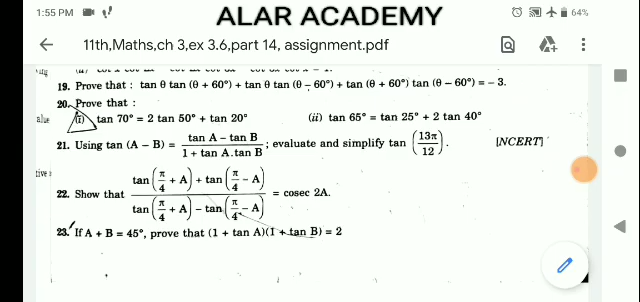 1:55 PM
ALAR ACADEMY
64%
11th,Maths,ch 3,ex 3.6,part 14, assignment.pdf
19. Prove that : tan θ tan (θ + 60°) + tan θ tan (θ – 60°) + tan (θ + 60°) tan (θ – 60°) = – 3.
20. Prove that :
(i) tan 70° = 2 tan 50° + tan 20° (ii) tan 65° = tan 25° + 2 tan 40°
21. Using tan (A – B) = (tan A – tan B)/(1 + tan A.tan B) ; evaluate and simplify tan (13π/12). [NCERT]
22. Show that (tan (π/4 + A) + tan (π/4 – A))/(tan (π/4 + A) – tan (π/4 – A)) = cosec 2A.
23. If A + B = 45°, prove that (1 + tan A)(1 + tan B) = 2